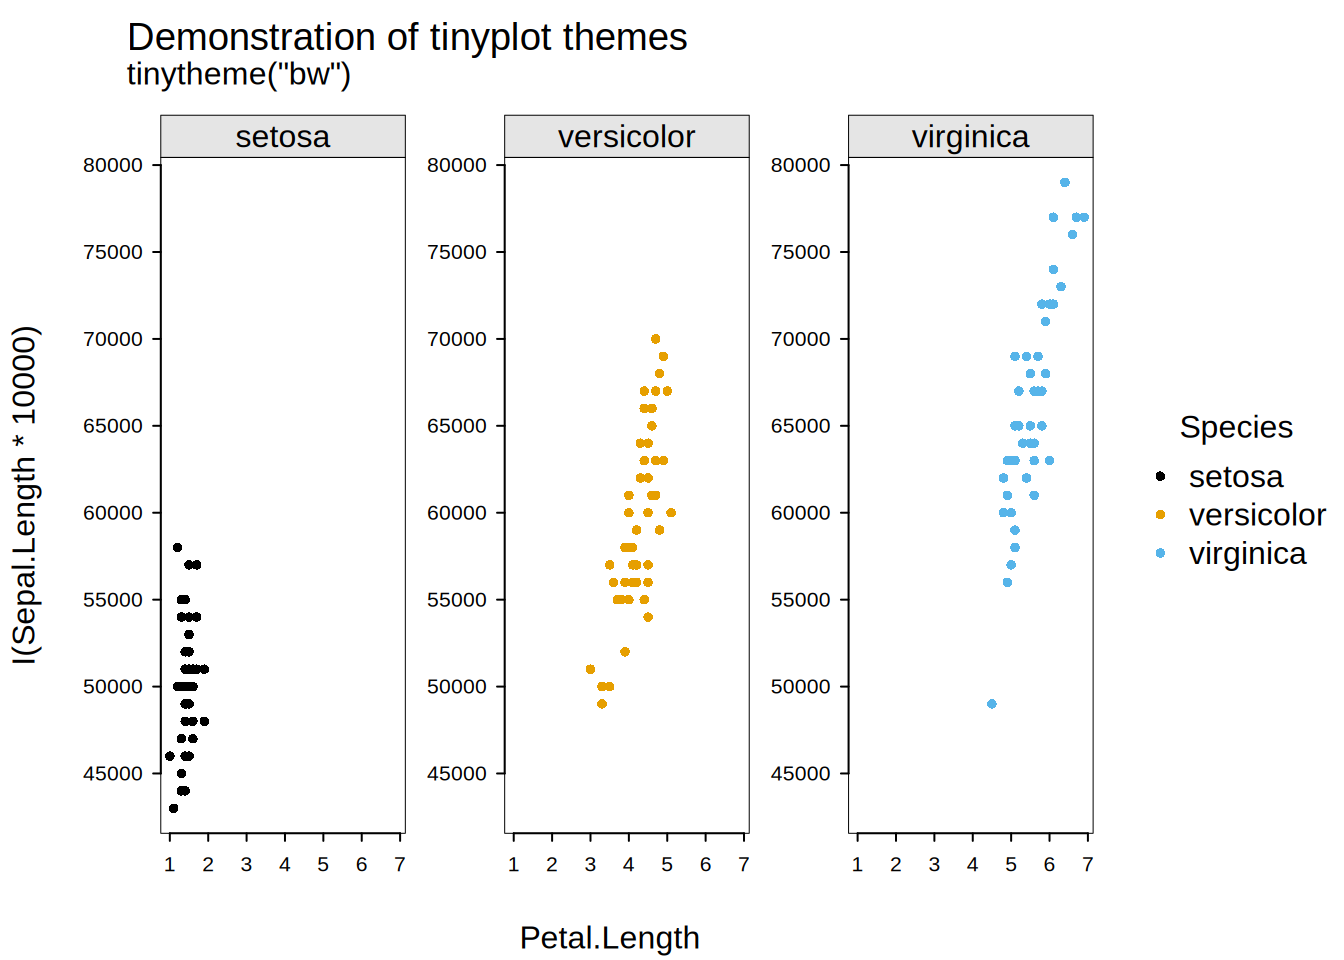 Demonstration of tinyplot themes
tinytheme("bw")
setosa
versicolor
virginica
I(Sepal.Length * 10000)
80000
75000
70000
65000
60000
55000
50000
45000
80000
75000
70000
65000
60000
55000
50000
45000
80000
75000
70000
65000
60000
55000
50000
45000
1 2 3 4 5 6 7
1 2 3 4 5 6 7
1 2 3 4 5 6 7
Petal.Length
Species
setosa
versicolor
virginica